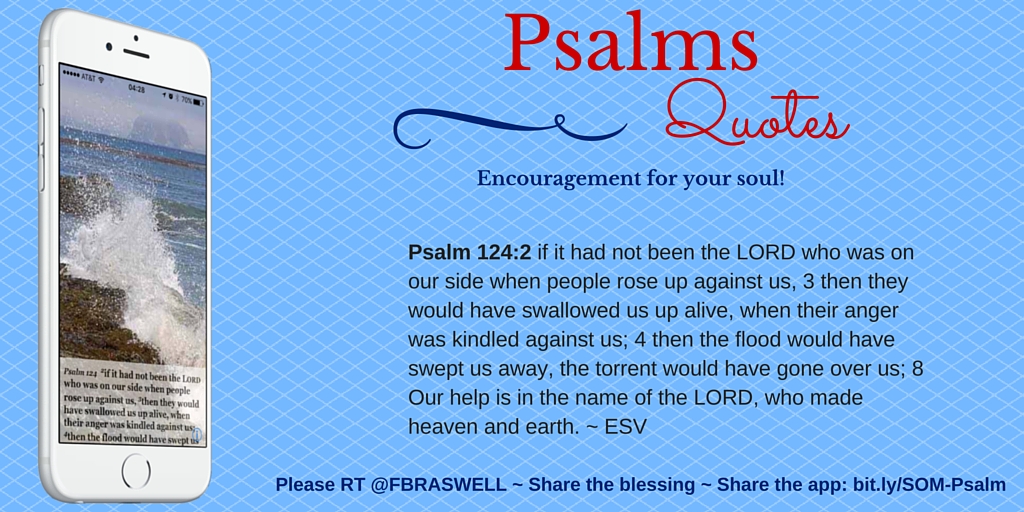 Psalms
Quotes
Encouragement for your soul!
Psalm 124:2 if it had not been the LORD who was on
our side when people rose up against us, 3 then they
would have swallowed us up alive, when their anger
was kindled against us; 4 then the flood would have
swept us away, the torrent would have gone over us; 8
Our help is in the name of the LORD, who made
heaven and earth. ~ ESV
AT&T 04:28 70%
Psalm 124 ²if it had not been the LORD
who was on our side when people
rose up against us, ³then they would
have swallowed us up alive, when
their anger was kindled against us;
⁴then the flood would have swept us
Please RT @FBRASWELL ~ Share the blessing ~ Share the app: bit.ly/SOM-Psalm